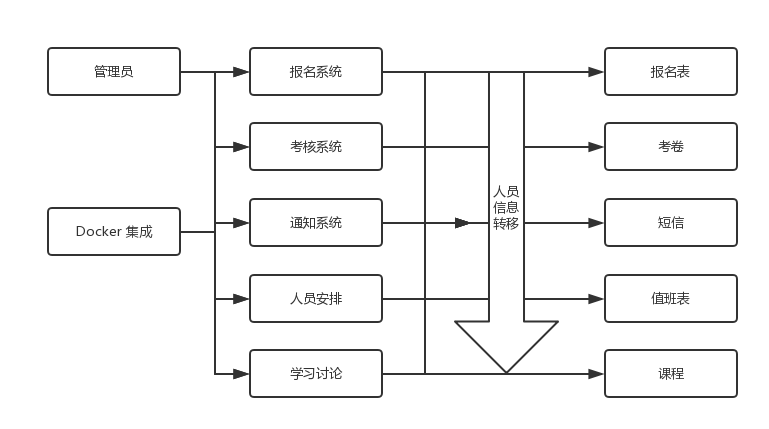 管理员
报名系统
报名表
考核系统
考卷
人员
信息
转移
Docker 集成
通知系统
短信
人员安排
值班表
学习讨论
课程